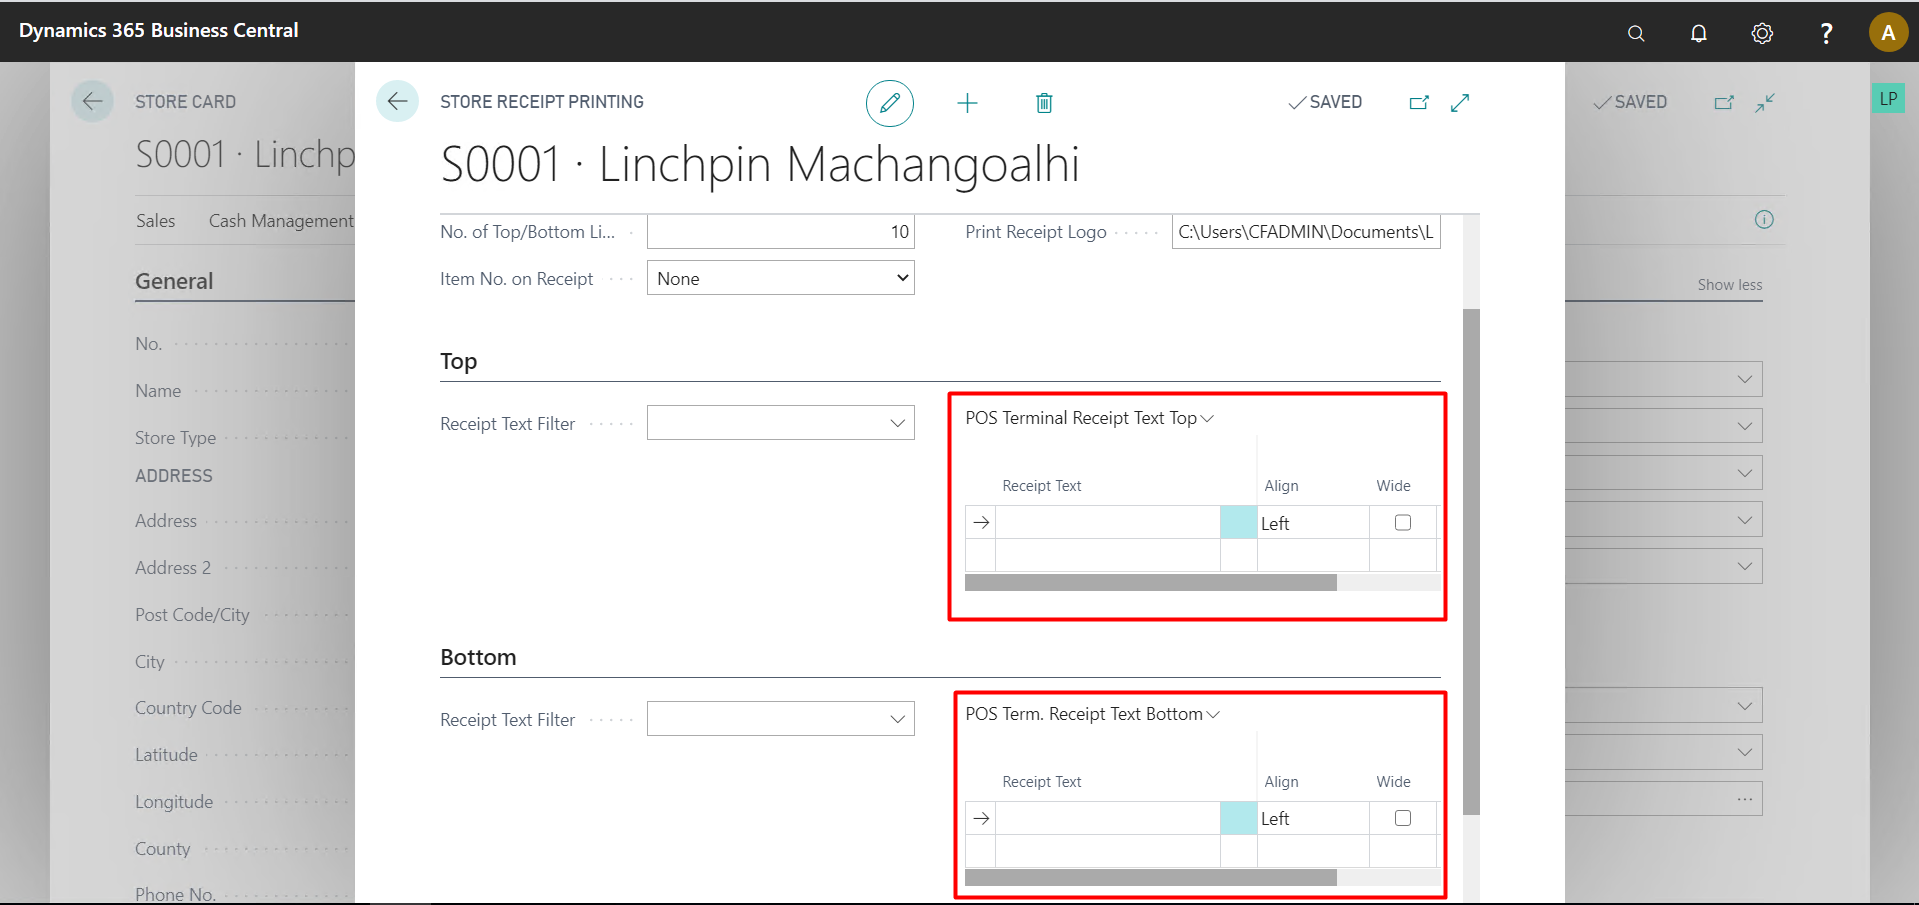 Dynamics 365 Business Central
?
A
STORE CARD
S0001 · Linchp
Sales
Cash Management
General
No.
Name
Store Type
ADDRESS
Address
Address 2
Post Code/City
City
Country Code
Latitude
Longitude
County
Phone No.
STORE RECEIPT PRINTING
SAVED
S0001 · Linchpin Machangoalhi
No. of Top/Bottom Li...
10
Print Receipt Logo
C:\Users\CFADMIN\Documents\L
Item No. on Receipt
None
Top
Receipt Text Filter
POS Terminal Receipt Text Top
Receipt Text
Align
Wide
Left
Bottom
Receipt Text Filter
POS Term. Receipt Text Bottom
Receipt Text
Align
Wide
Left
SAVED
LP
Show less